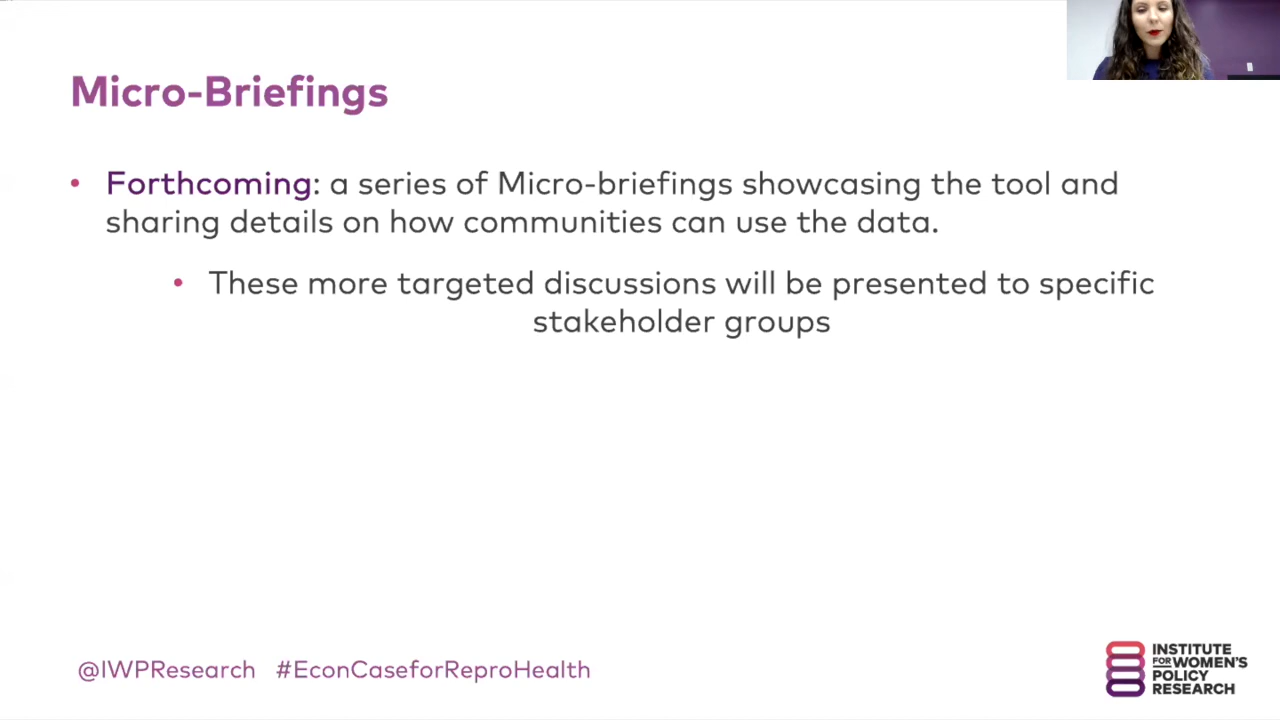 Micro-Briefings
• Forthcoming: a series of Micro-briefings showcasing the tool and
sharing details on how communities can use the data.
• These more targeted discussions will be presented to specific
stakeholder groups
@IWPResearch #EconCaseforReproHealth
INSTITUTE
FOR WOMEN'S
POLICY
RESEARCH